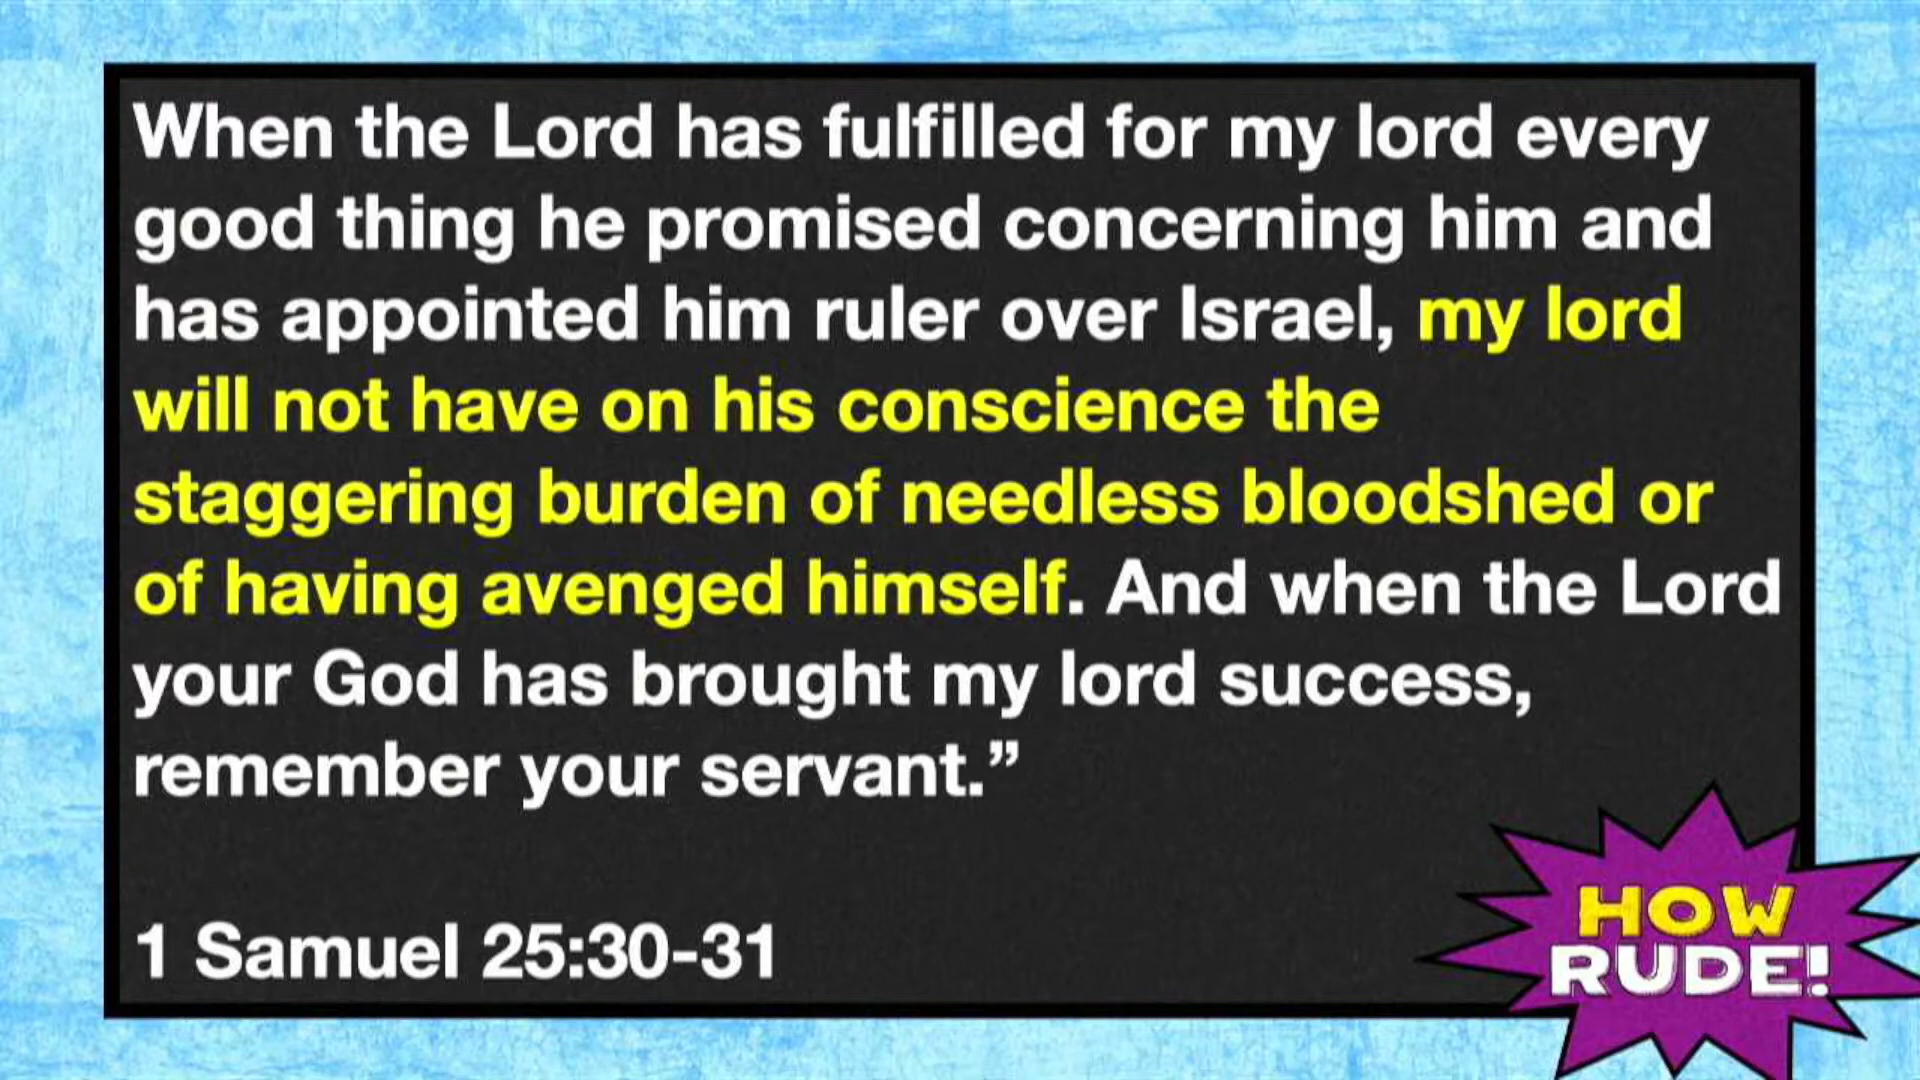 When the Lord has fulfilled for my lord every
good thing he promised concerning him and
has appointed him ruler over Israel, my lord
will not have on his conscience the
staggering burden of needless bloodshed or
of having avenged himself. And when the Lord
your God has brought my lord success,
remember your servant.”
1 Samuel 25:30-31
HOW
RUDE!